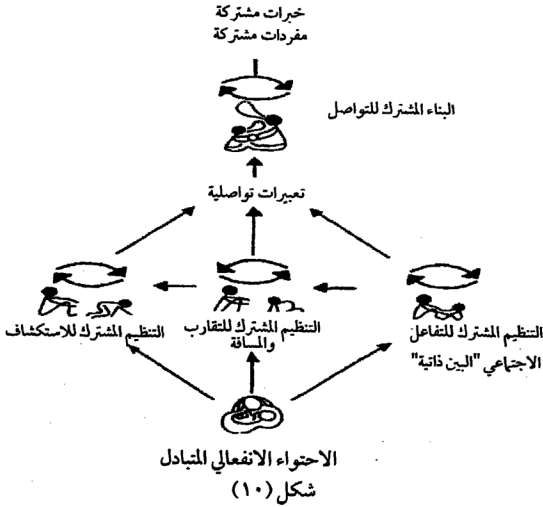 خبرات مشتركة
مفردات مشتركة
البناء المشترك للتواصل
تعبيرات تواصلية
التنظيم المشترك للتفاعل
الاجتماعي "البين ذاتية"
التنظيم المشترك للتقارب
والمسافة
التنظيم المشترك للاستكشاف
الاحتواء الانفعالي المتبادل
شكل (١٠)